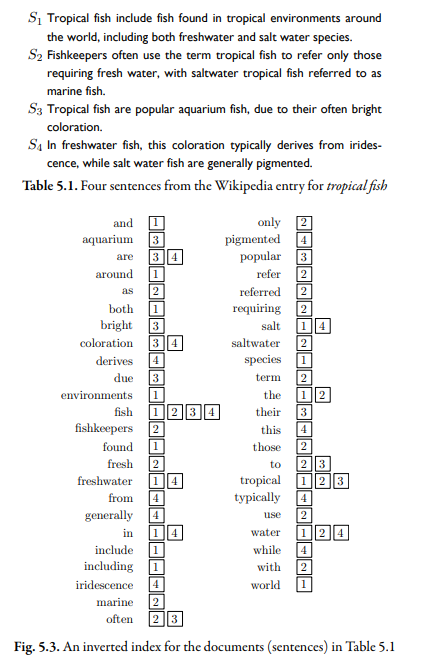 S1 Tropical fish include fish found in tropical environments around
the world, including both freshwater and salt water species.
S2 Fishkeepers often use the term tropical fish to refer only those
requiring fresh water, with saltwater tropical fish referred to as
marine fish.
S3 Tropical fish are popular aquarium fish, due to their often bright
coloration.
S4 In freshwater fish, this coloration typically derives from irides-
cence, while salt water fish are generally pigmented.
Table 5.1. Four sentences from the Wikipedia entry for tropical fish
and 1
aquarium 3
are 3 4
around 1
as 2
both 1
bright 3
coloration 3 4
derives 4
due 3
environments 1
fish 1 2 3 4
fishkeepers 2
found 1
fresh 2
freshwater 1 4
from 4
generally 4
in 1 4
include 1
including 1
iridescence 4
marine 2
often 2 3
only 2
pigmented 4
popular 3
refer 2
referred 2
requiring 2
salt 1 4
saltwater 2
species 1
term 2
the 1 2
their 3
this 4
those 2
to 2 3
tropical 1 2 3
typically 4
use 2
water 1 2 4
while 4
with 2
world 1
Fig. 5.3. An inverted index for the documents (sentences) in Table 5.1